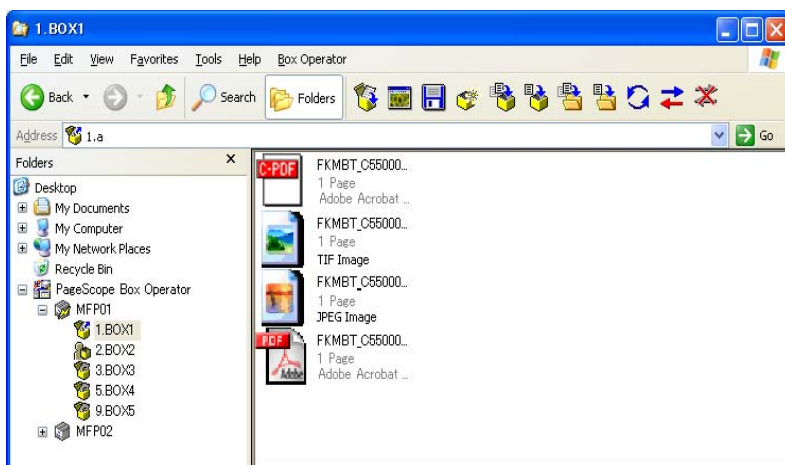 1.BOX1
File Edit View Favorites Tools Help Box Operator
Back Search Folders
Address 1.a Go
Folders x
Desktop
My Documents
My Computer
My Network Places
Recycle Bin
PageScope Box Operator
MFP01
1.BOX1
2.BOX2
3.BOX3
5.BOX4
9.BOX5
MFP02
C-PDF
FKMBT_C55000...
1 Page
Adobe Acrobat ...
FKMBT_C55000...
1 Page
TIF Image
FKMBT_C55000...
1 Page
JPEG Image
PDF
Adobe
FKMBT_C55000...
1 Page
Adobe Acrobat ...